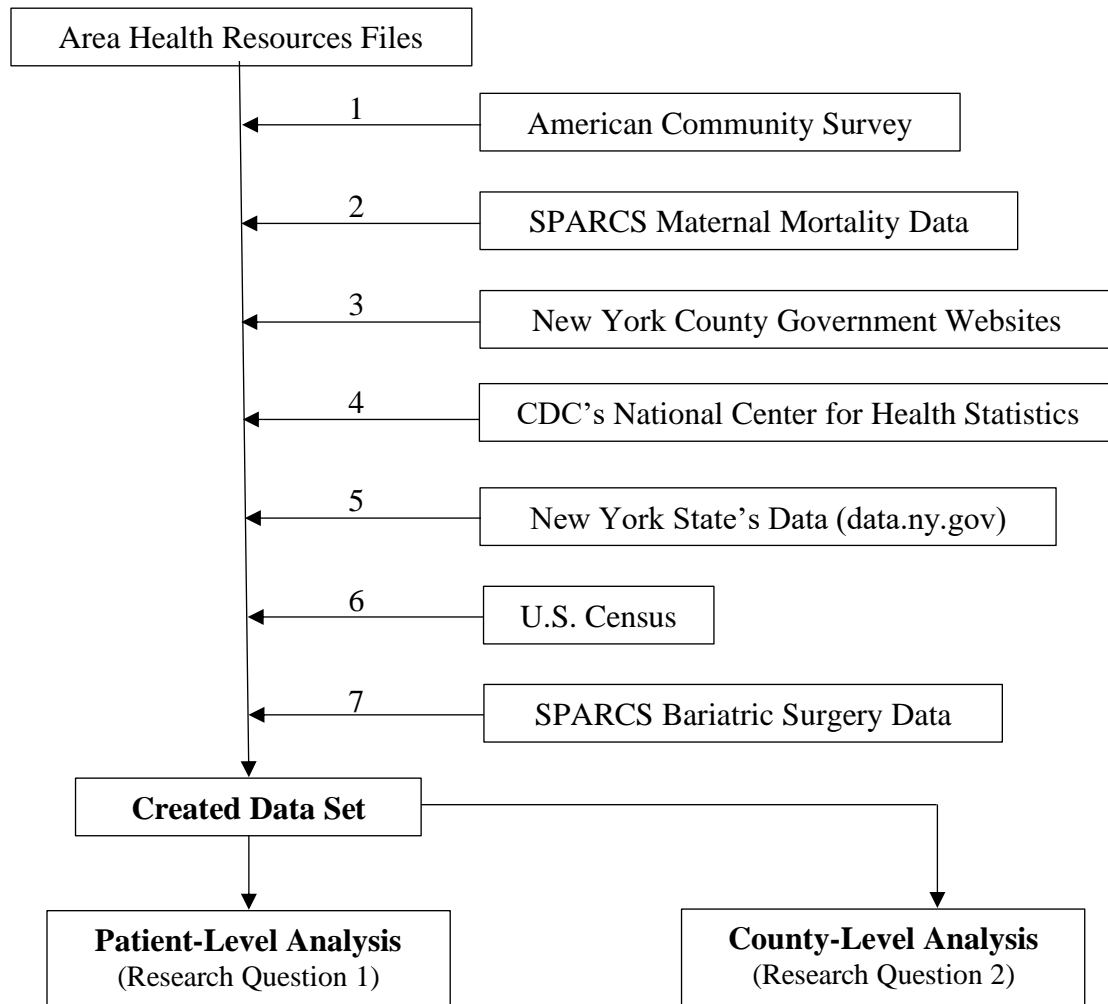 Area Health Resources Files
1
American Community Survey
2
SPARCS Maternal Mortality Data
3
New York County Government Websites
4
CDC’s National Center for Health Statistics
5
New York State’s Data (data.ny.gov)
6
U.S. Census
7
SPARCS Bariatric Surgery Data
Created Data Set
Patient-Level Analysis
(Research Question 1)
County-Level Analysis
(Research Question 2)